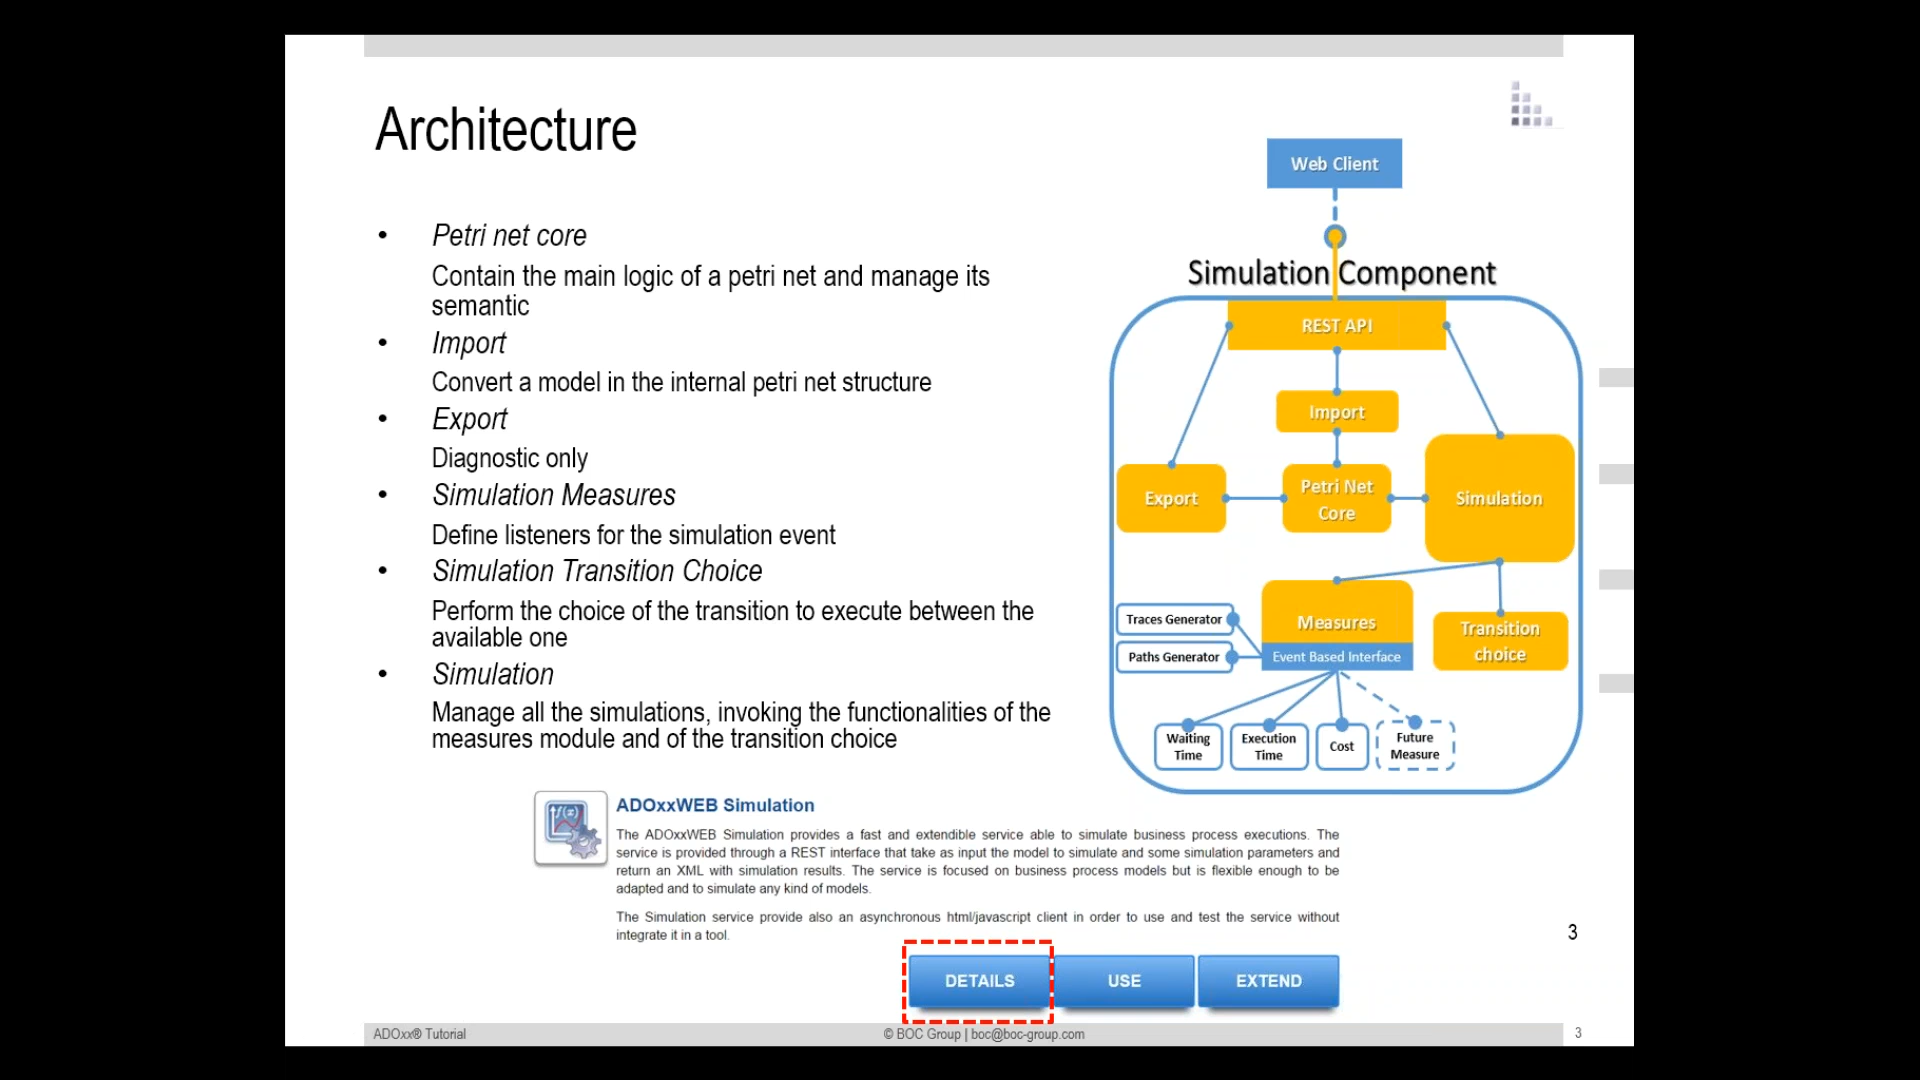 Architecture
• Petri net core
Contain the main logic of a petri net and manage its
semantic
• Import
Convert a model in the internal petri net structure
• Export
Diagnostic only
• Simulation Measures
Define listeners for the simulation event
• Simulation Transition Choice
Perform the choice of the transition to execute between the
available one
• Simulation
Manage all the simulations, invoking the functionalities of the
measures module and of the transition choice
Web Client
Simulation Component
REST API
Import
Export
Petri Net
Core
Simulation
Traces Generator
Paths Generator
Measures
Event Based Interface
Transition
choice
Waiting
Time
Execution
Time
Cost
Future
Measure
f(x)
ADOxxWEB Simulation
The ADOxxWEB Simulation provides a fast and extendible service able to simulate business process executions. The
service is provided through a REST interface that take as input the model to simulate and some simulation parameters and
return an XML with simulation results. The service is focused on business process models but is flexible enough to be
adapted and to simulate any kind of models.
The Simulation service provide also an asynchronous html/javascript client in order to use and test the service without
integrate it in a tool.
3
DETAILS
USE
EXTEND
ADOxx® Tutorial
© BOC Group | boc@boc-group.com
3